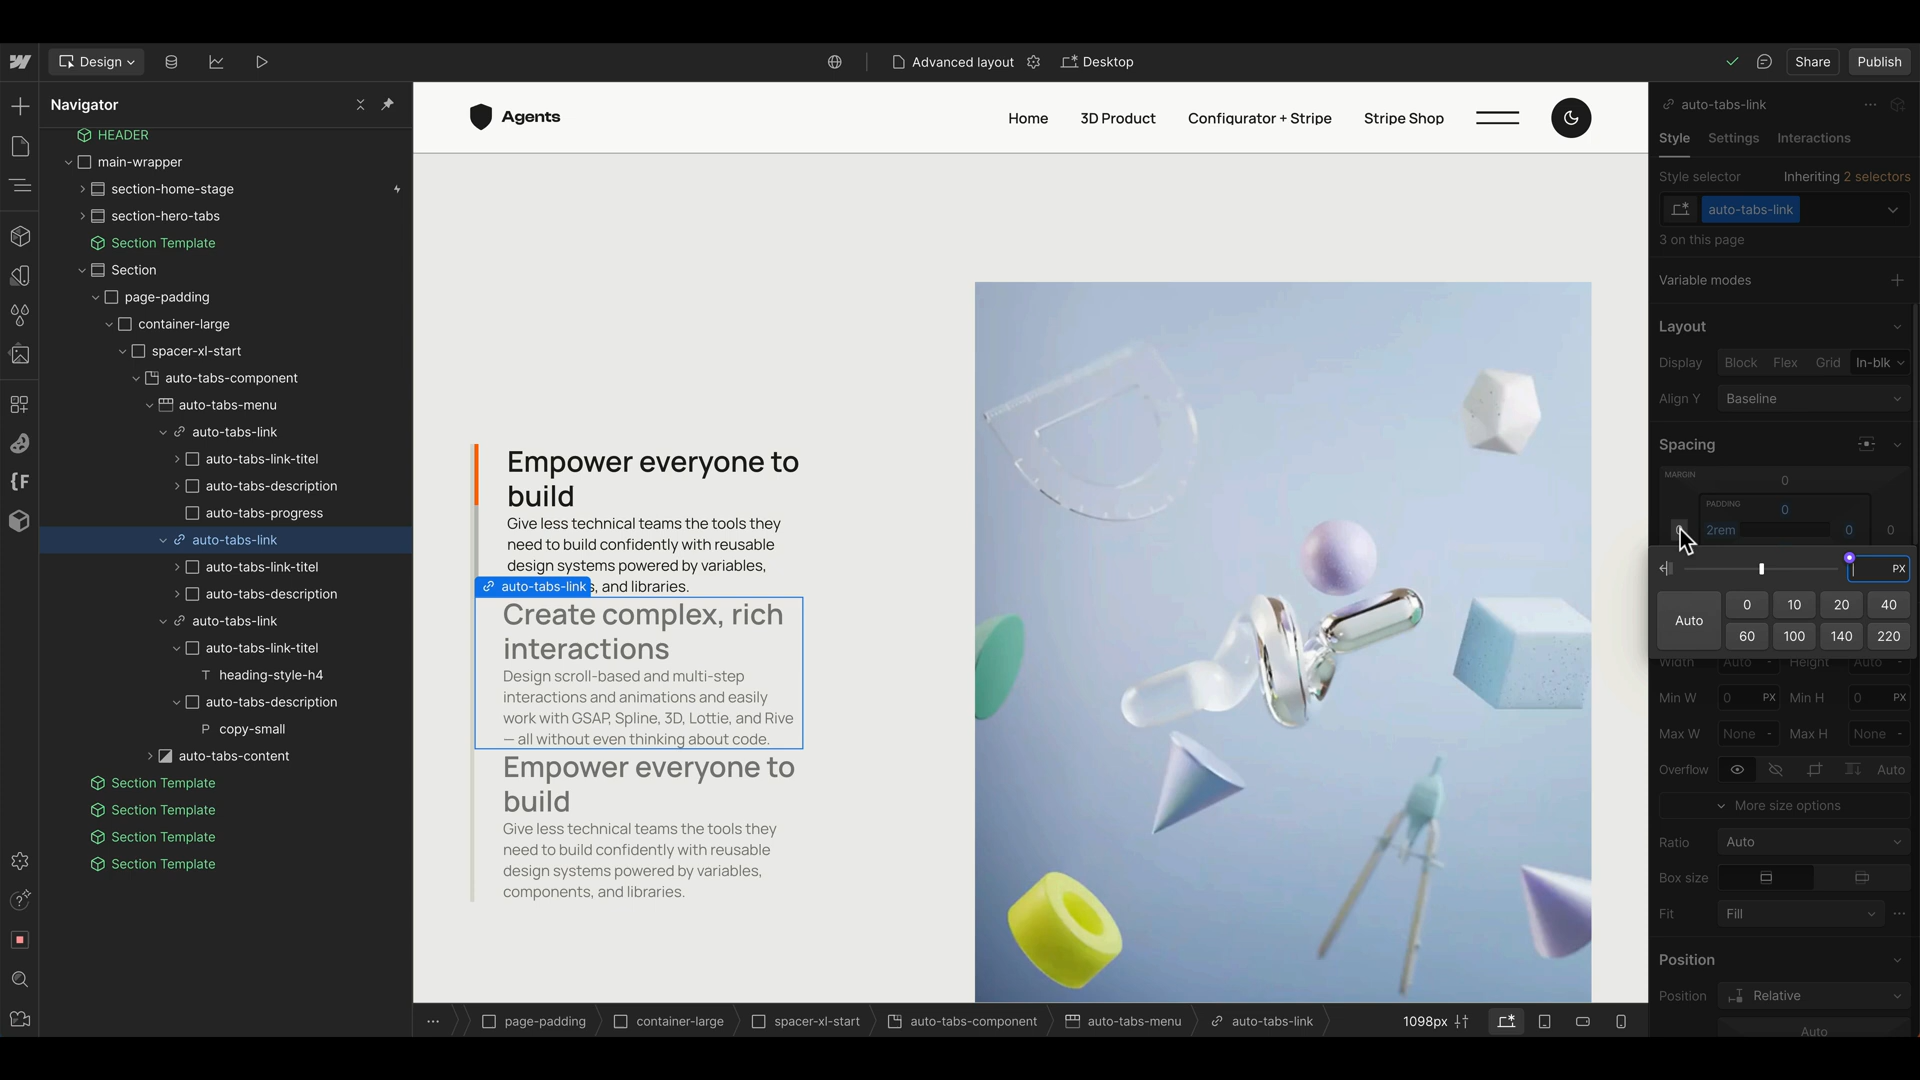 Design
Advanced layout
Desktop
Share
Publish
Navigator
HEADER
main-wrapper
section-home-stage
section-hero-tabs
Section Template
Section
page-padding
container-large
spacer-xl-start
auto-tabs-component
auto-tabs-menu
auto-tabs-link
auto-tabs-link-titel
auto-tabs-description
auto-tabs-progress
auto-tabs-link
auto-tabs-link-titel
auto-tabs-description
auto-tabs-link
auto-tabs-link-titel
T heading-style-h4
auto-tabs-description
P copy-small
auto-tabs-content
Section Template
Section Template
Section Template
Section Template
Agents
Home
3D Product
Configurator + Stripe
Stripe Shop
Empower everyone to
build
Give less technical teams the tools they
need to build confidently with reusable
design systems powered by variables,
s, and libraries.
auto-tabs-link
Create complex, rich
interactions
Design scroll-based and multi-step
interactions and animations and easily
work with GSAP, Spline, 3D, Lottie, and Rive
— all without even thinking about code.
Empower everyone to
build
Give less technical teams the tools they
need to build confidently with reusable
design systems powered by variables,
components, and libraries.
... page-padding container-large spacer-xl-start auto-tabs-component auto-tabs-menu auto-tabs-link
1098px
auto-tabs-link
Style Settings Interactions
Style selector Inheriting 2 selectors
auto-tabs-link
3 on this page
Variable modes
Layout
Display Block Flex Grid In-blk
Align Y Baseline
Spacing
MARGIN
0
PADDING
0
2rem 0 0
PX
Auto 0 10 20 40
60 100 140 220
Width Auto - Height Auto -
Min W 0 PX Min H 0 PX
Max W None - Max H None -
Overflow Auto
More size options
Ratio Auto
Box size
Fit Fill
Position
Position Relative
Auto